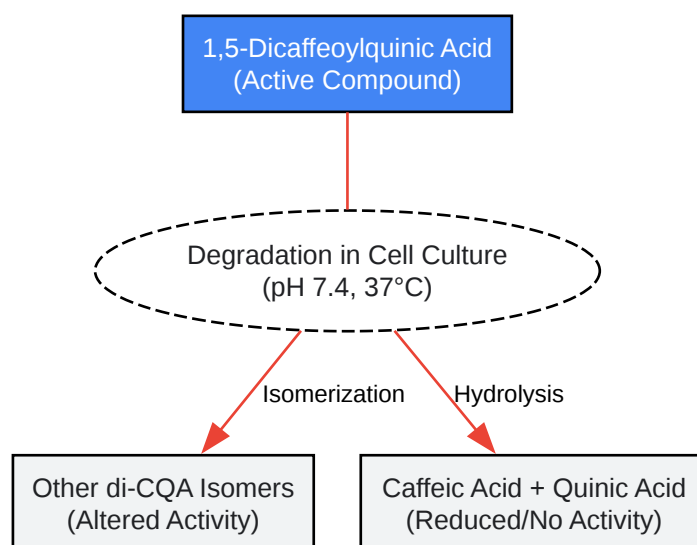 1,5-Dicaffeoylquinic Acid
(Active Compound)
Degradation in Cell Culture
(pH 7.4, 37°C)
Isomerization
Hydrolysis
Other di-CQA Isomers
(Altered Activity)
Caffeic Acid + Quinic Acid
(Reduced/No Activity)